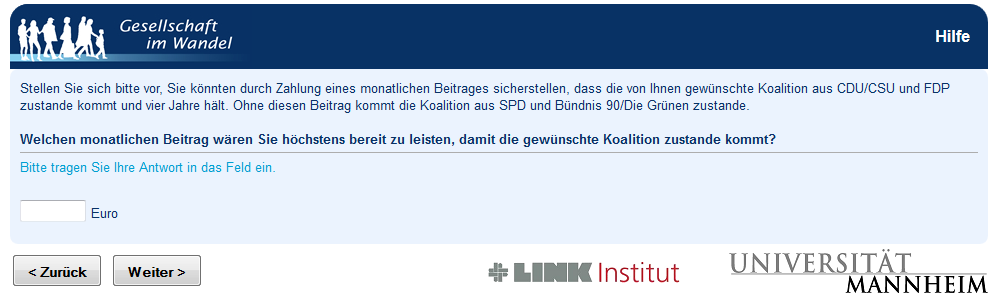 Gesellschaft
im Wandel
Hilfe
Stellen Sie sich bitte vor, Sie könnten durch Zahlung eines monatlichen Beitrages sicherstellen, dass die von Ihnen gewünschte Koalition aus CDU/CSU und FDP
zustande kommt und vier Jahre hält. Ohne diesen Beitrag kommt die Koalition aus SPD und Bündnis 90/Die Grünen zustande.
Welchen monatlichen Beitrag wären Sie höchstens bereit zu leisten, damit die gewünschte Koalition zustande kommt?
Bitte tragen Sie Ihre Antwort in das Feld ein.
Euro
< Zurück Weiter >
LINK Institut
UNIVERSITÄT
MANNHEIM